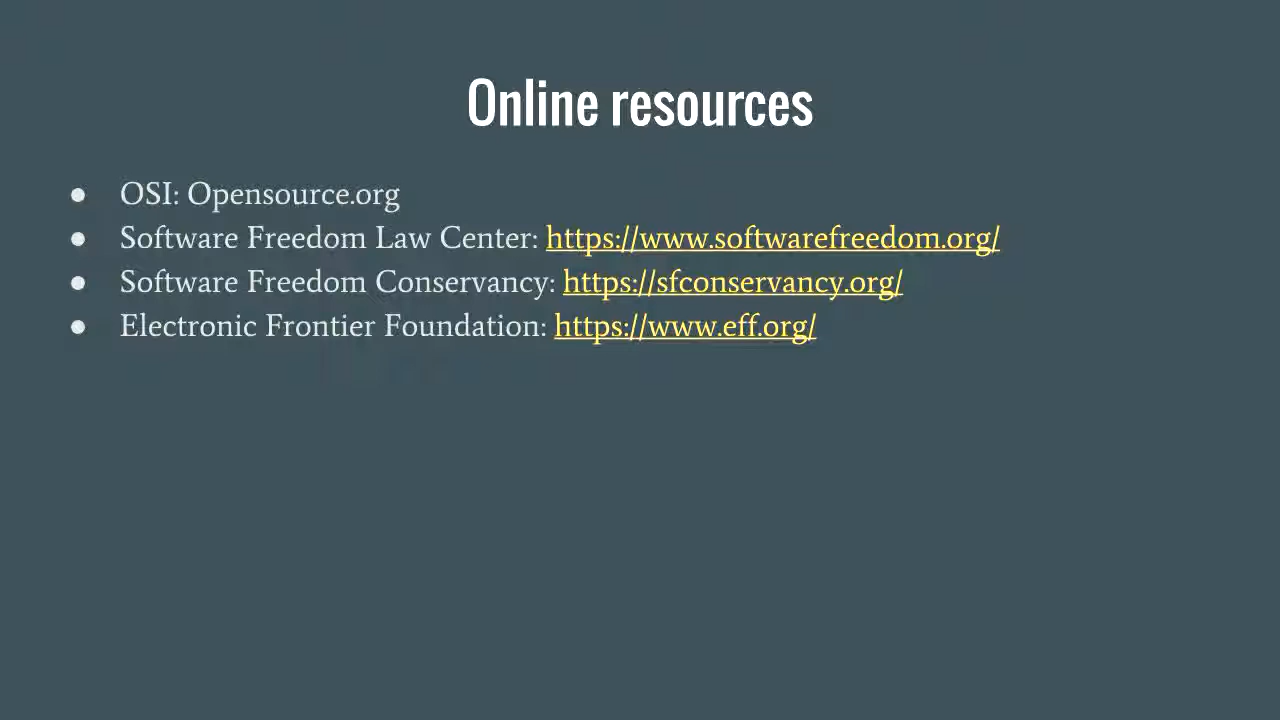 Online resources
● OSI: Opensource.org
● Software Freedom Law Center: https://www.softwarefreedom.org/
● Software Freedom Conservancy: https://sfconservancy.org/
● Electronic Frontier Foundation: https://www.eff.org/